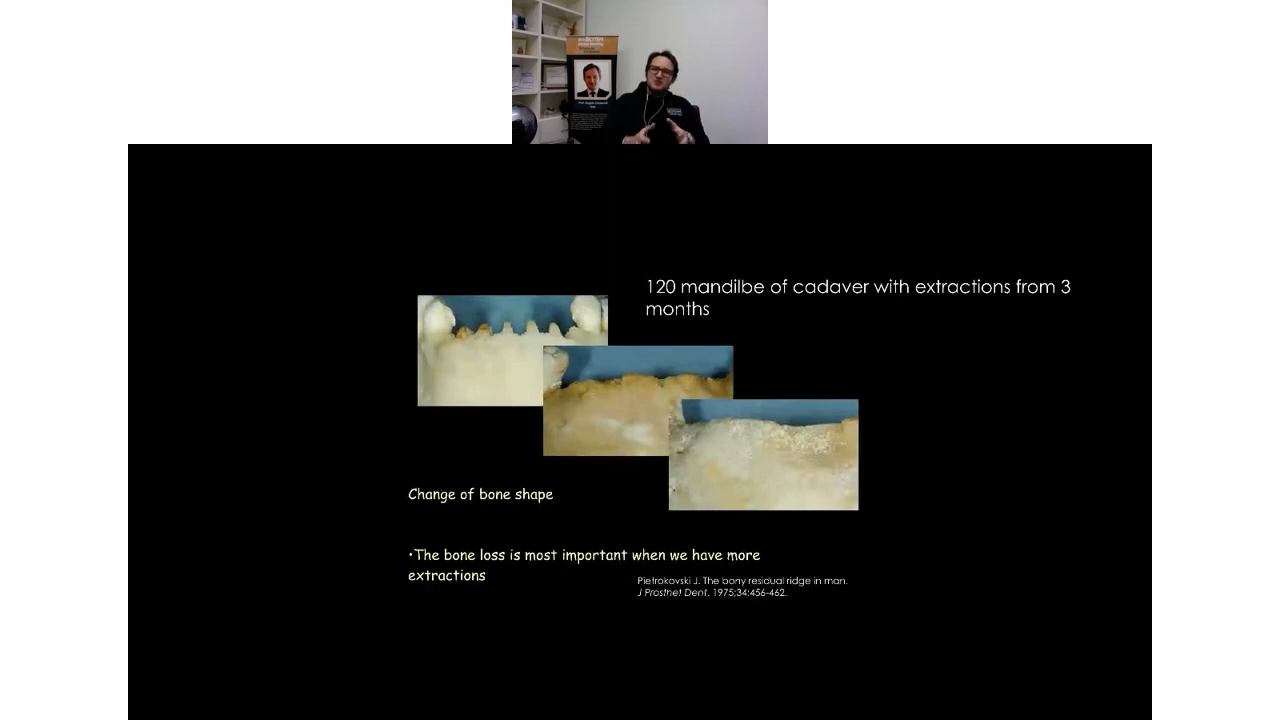 120 mandilbe of cadaver with extractions from 3
months
Change of bone shape
•The bone loss is most important when we have more
extractions
Pietrokovski J. The bony residual ridge in man.
J Prosthet Dent. 1975;34:456-462.